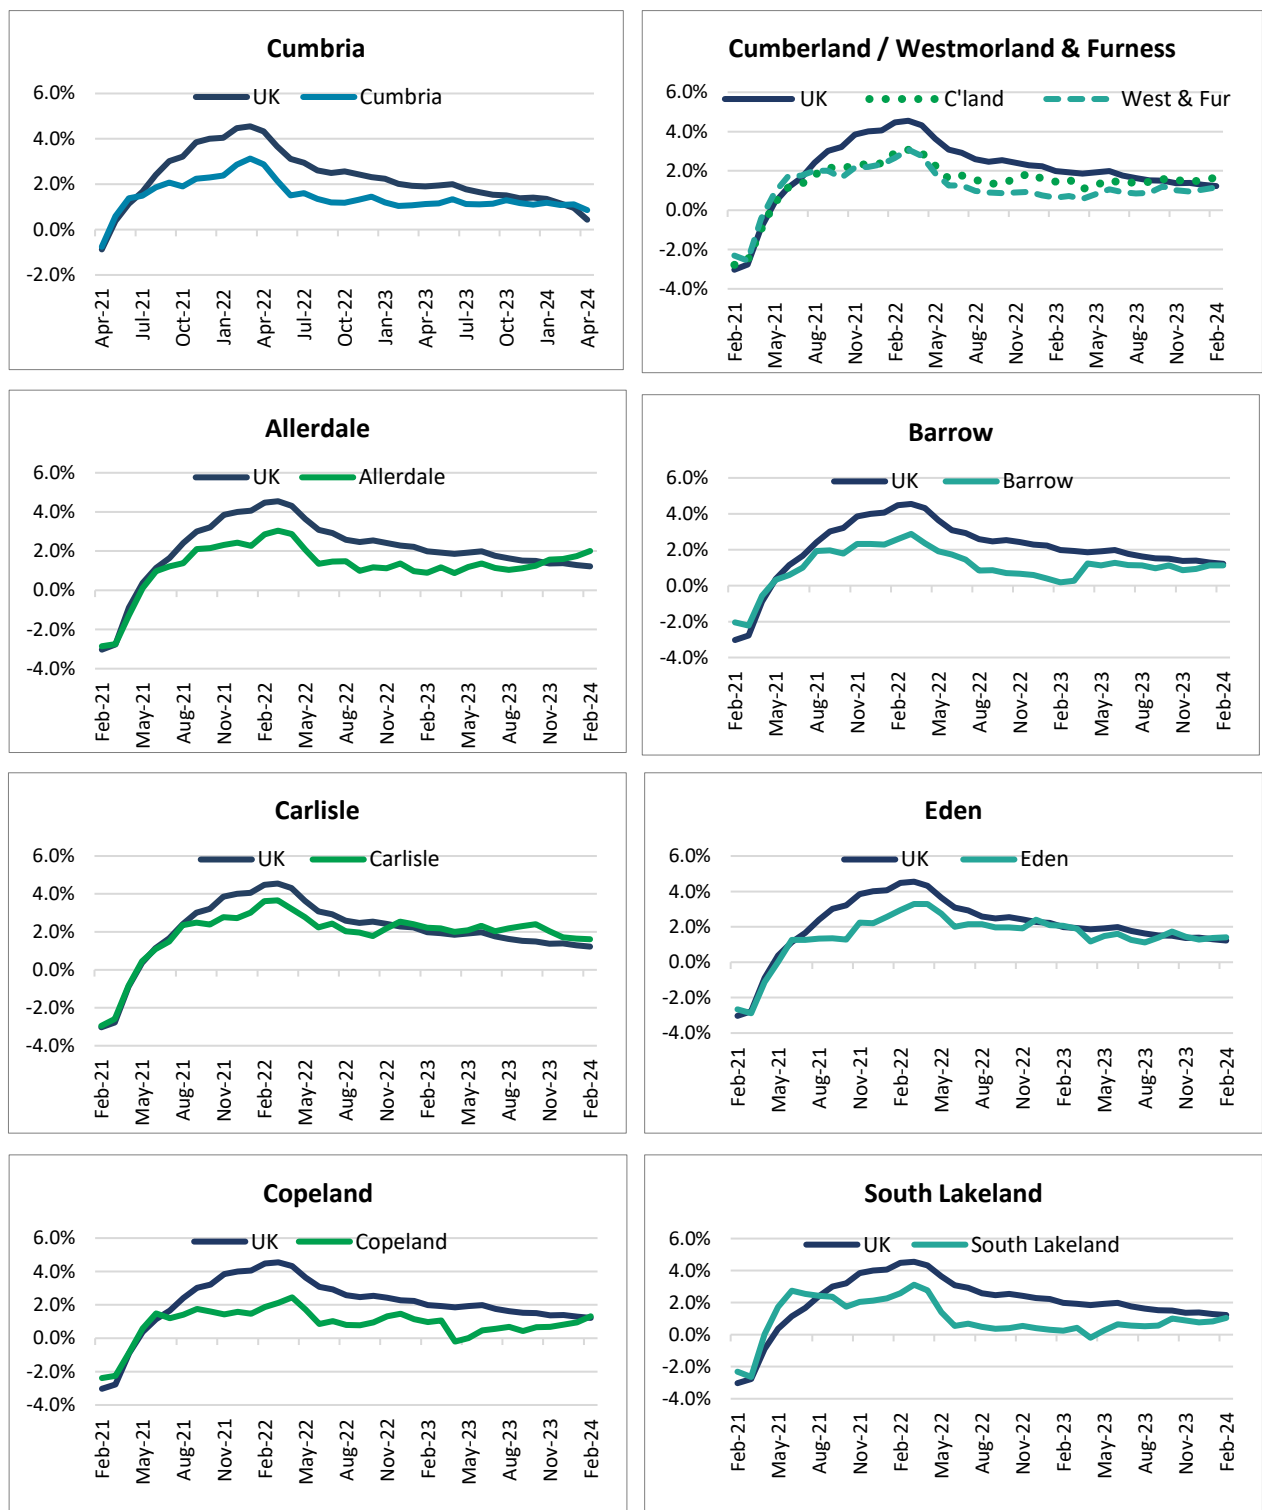 Cumbria
UK Cumbria
6.0%
4.0%
2.0%
0.0%
-2.0%
Apr-21
Jul-21
Oct-21
Jan-22
Apr-22
Jul-22
Oct-22
Jan-23
Apr-23
Jul-23
Oct-23
Jan-24
Apr-24
Cumberland / Westmorland & Furness
UK C'land West & Fur
6.0%
4.0%
2.0%
0.0%
-2.0%
-4.0%
Feb-21
May-21
Aug-21
Nov-21
Feb-22
May-22
Aug-22
Nov-22
Feb-23
May-23
Aug-23
Nov-23
Feb-24
Allerdale
UK Allerdale
6.0%
4.0%
2.0%
0.0%
-2.0%
-4.0%
Feb-21
May-21
Aug-21
Nov-21
Feb-22
May-22
Aug-22
Nov-22
Feb-23
May-23
Aug-23
Nov-23
Feb-24
Barrow
UK Barrow
6.0%
4.0%
2.0%
0.0%
-2.0%
-4.0%
Feb-21
May-21
Aug-21
Nov-21
Feb-22
May-22
Aug-22
Nov-22
Feb-23
May-23
Aug-23
Nov-23
Feb-24
Carlisle
UK Carlisle
6.0%
4.0%
2.0%
0.0%
-2.0%
-4.0%
Feb-21
May-21
Aug-21
Nov-21
Feb-22
May-22
Aug-22
Nov-22
Feb-23
May-23
Aug-23
Nov-23
Feb-24
Eden
UK Eden
6.0%
4.0%
2.0%
0.0%
-2.0%
-4.0%
Feb-21
May-21
Aug-21
Nov-21
Feb-22
May-22
Aug-22
Nov-22
Feb-23
May-23
Aug-23
Nov-23
Feb-24
Copeland
UK Copeland
6.0%
4.0%
2.0%
0.0%
-2.0%
-4.0%
Feb-21
May-21
Aug-21
Nov-21
Feb-22
May-22
Aug-22
Nov-22
Feb-23
May-23
Aug-23
Nov-23
Feb-24
South Lakeland
UK South Lakeland
6.0%
4.0%
2.0%
0.0%
-2.0%
-4.0%
Feb-21
May-21
Aug-21
Nov-21
Feb-22
May-22
Aug-22
Nov-22
Feb-23
May-23
Aug-23
Nov-23
Feb-24